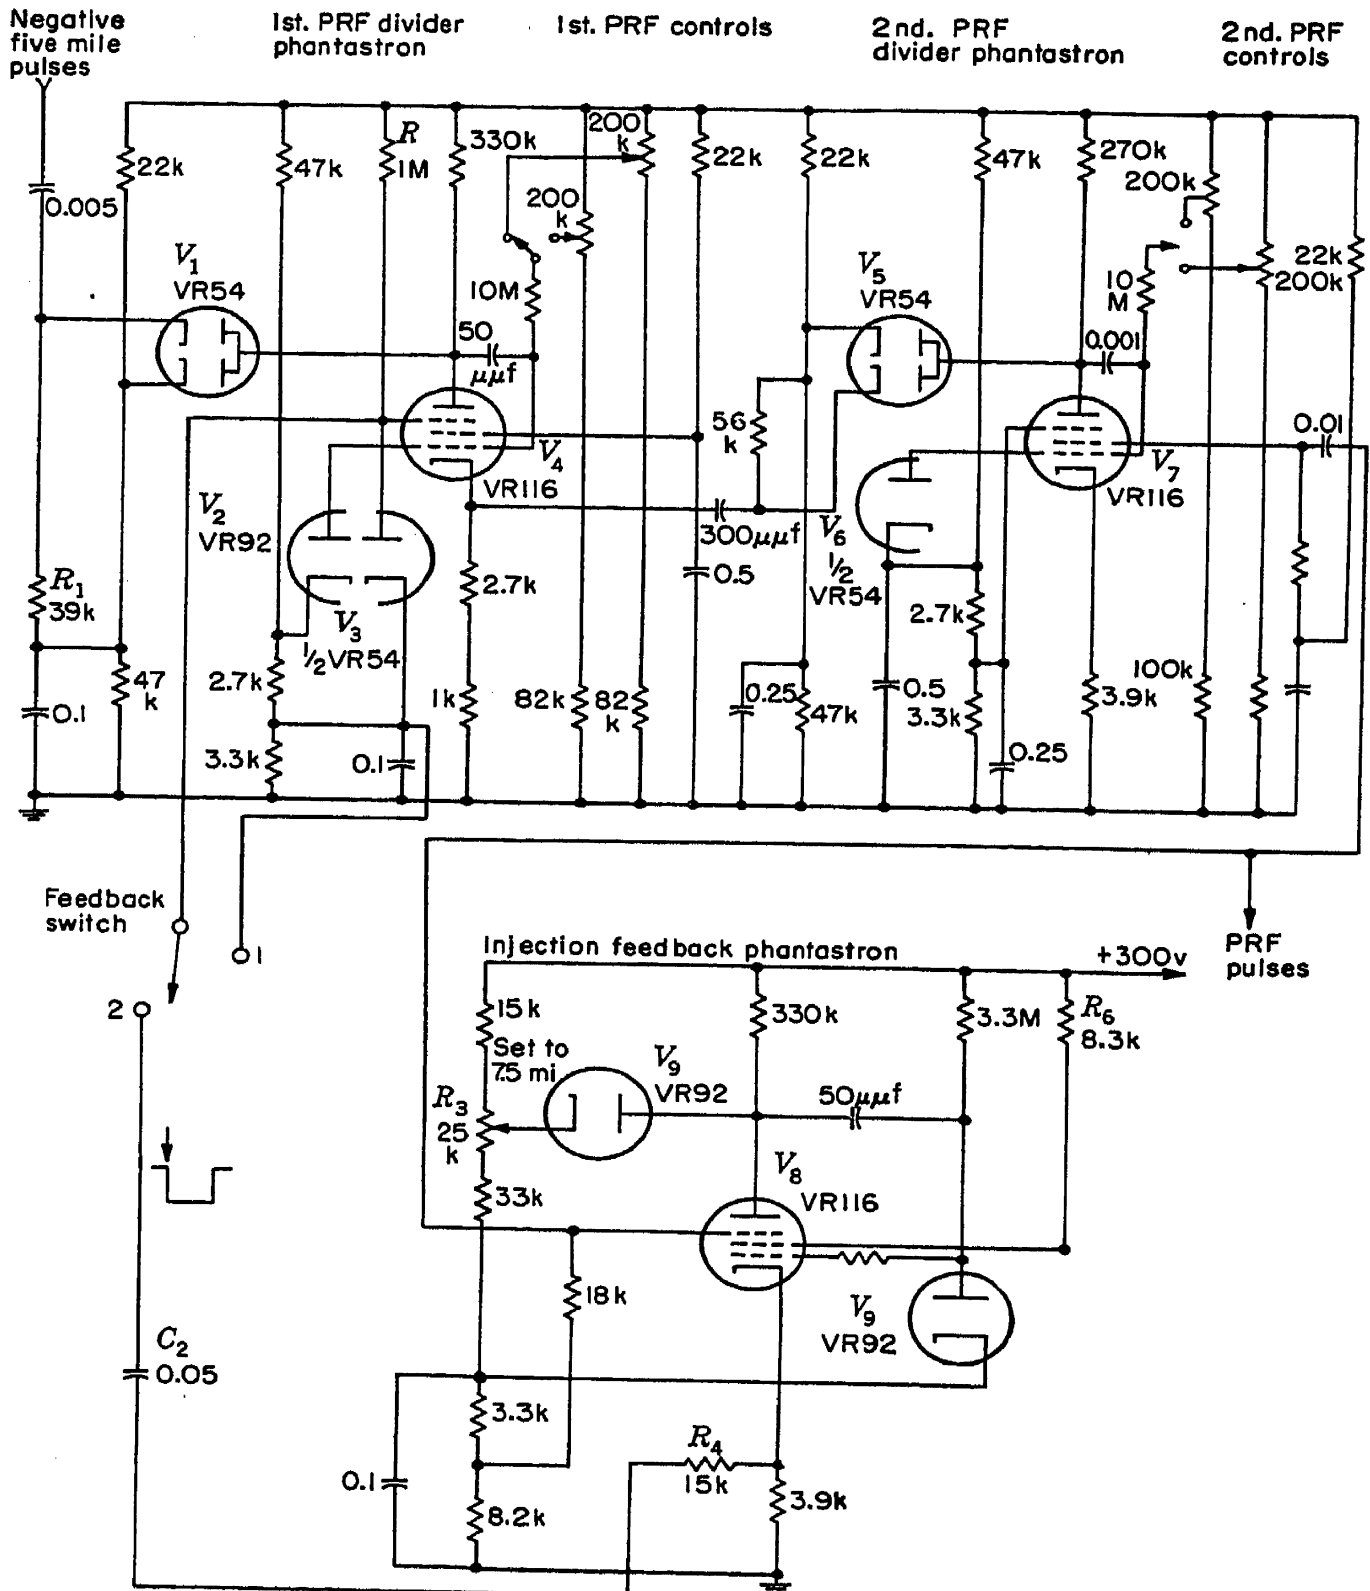 Negative
five mile
pulses
1st. PRF divider
phantastron
1st. PRF controls
2nd. PRF
divider phantastron
2nd. PRF
controls
22k
47k
R
1M
330k
200
k
22k
22k
47k
270k
200k
0.005
200
k
V1
VR54
10M
50
μμf
V5
VR54
10
M
22k
200k
0.001
0.01
56
k
V4
VR116
V7
VR116
V2
VR92
300μμf
V6
1/2
VR54
R1
39k
2.7k
0.5
2.7k
V3
1/2 VR54
47
k
2.7k
1k
82k
82
k
0.25
47k
0.5
3.3k
3.9k
100k
0.1
3.3k
0.1
0.25
Feedback
switch
1
2
Injection feedback phantastron
+300v
PRF
pulses
15k
330k
3.3M
R6
8.3k
Set to
7.5 mi
V9
VR92
50μμf
R3
25
k
V8
VR116
33k
18k
V9
VR92
C2
0.05
3.3k
R4
15k
0.1
8.2k
3.9k